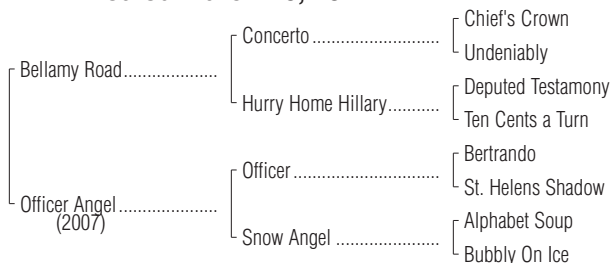 Chief's Crown
Concerto
Undeniably
Bellamy Road
Deputed Testamony
Hurry Home Hillary
Ten Cents a Turn
Bertrando
Officer
St. Helens Shadow
Officer Angel
(2007)
Alphabet Soup
Snow Angel
Bubbly On Ice